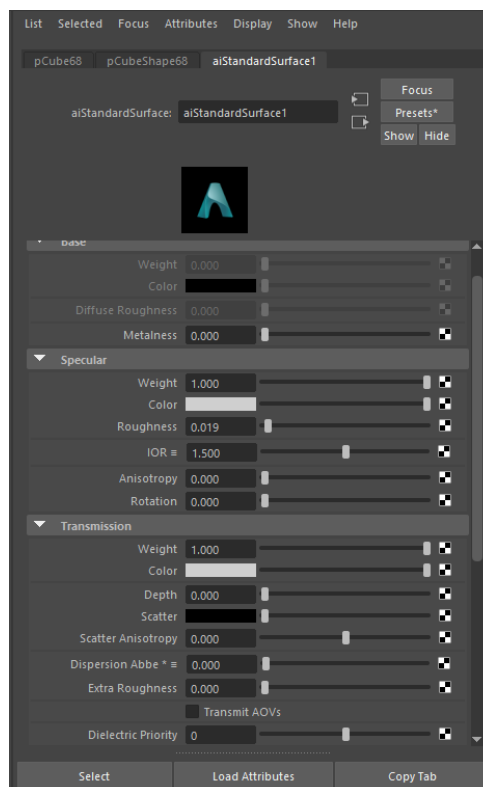 List Selected Focus Attributes Display Show Help
pCube68 pCubeShape68 aiStandardSurface1
Focus
aiStandardSurface: aiStandardSurface1 Presets*
Show Hide
Base
Weight 0.000
Color
Diffuse Roughness 0.000
Metalness 0.000
Specular
Weight 1.000
Color
Roughness 0.019
IOR ≡ 1.500
Anisotropy 0.000
Rotation 0.000
Transmission
Weight 1.000
Color
Depth 0.000
Scatter
Scatter Anisotropy 0.000
Dispersion Abbe * ≡ 0.000
Extra Roughness 0.000
Transmit AOVs
Dielectric Priority 0
Select Load Attributes Copy Tab